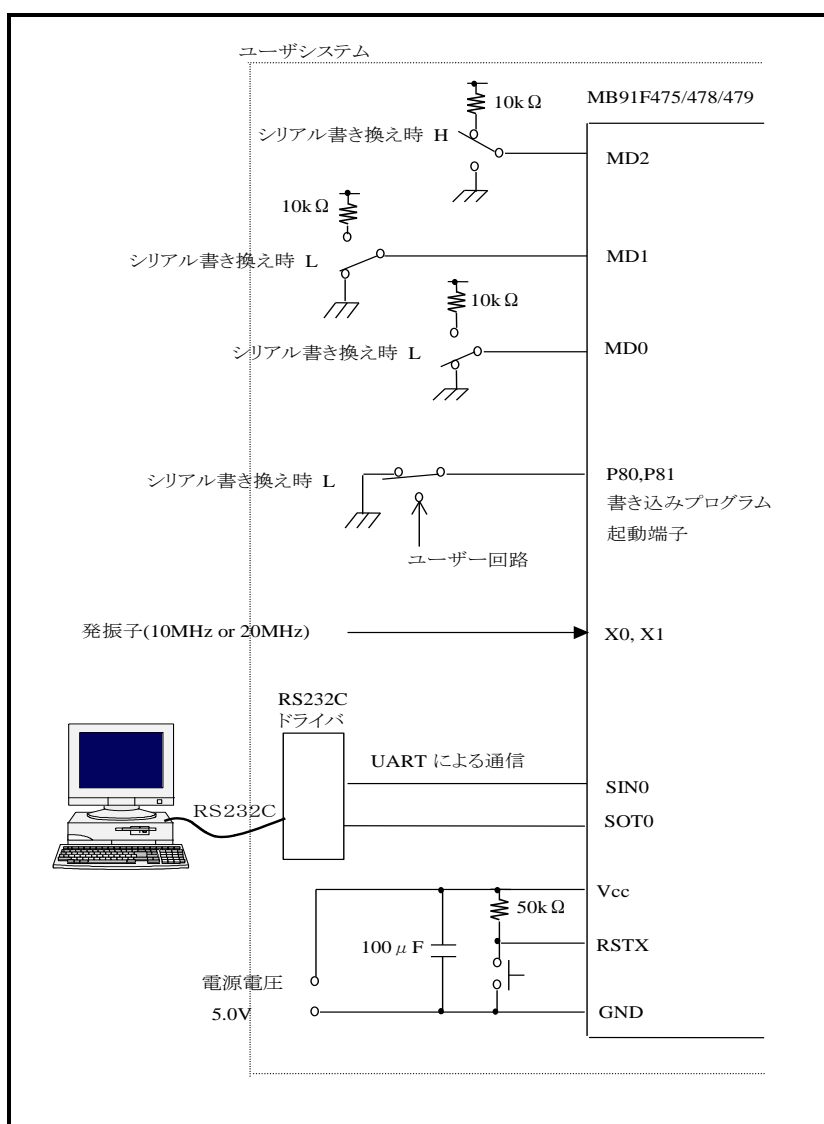 ユーザシステム
MB91F475/478/479
10kΩ
シリアル書き換え時 H
MD2
10kΩ
シリアル書き換え時 L
MD1
10kΩ
シリアル書き換え時 L
MD0
シリアル書き換え時 L
P80,P81
書き込みプログラム
起動端子
ユーザー回路
発振子(10MHz or 20MHz)
X0, X1
RS232C
ドライバ
UART による通信
SIN0
RS232C
SOT0
Vcc
50kΩ
100μF
RSTX
電源電圧
5.0V
GND